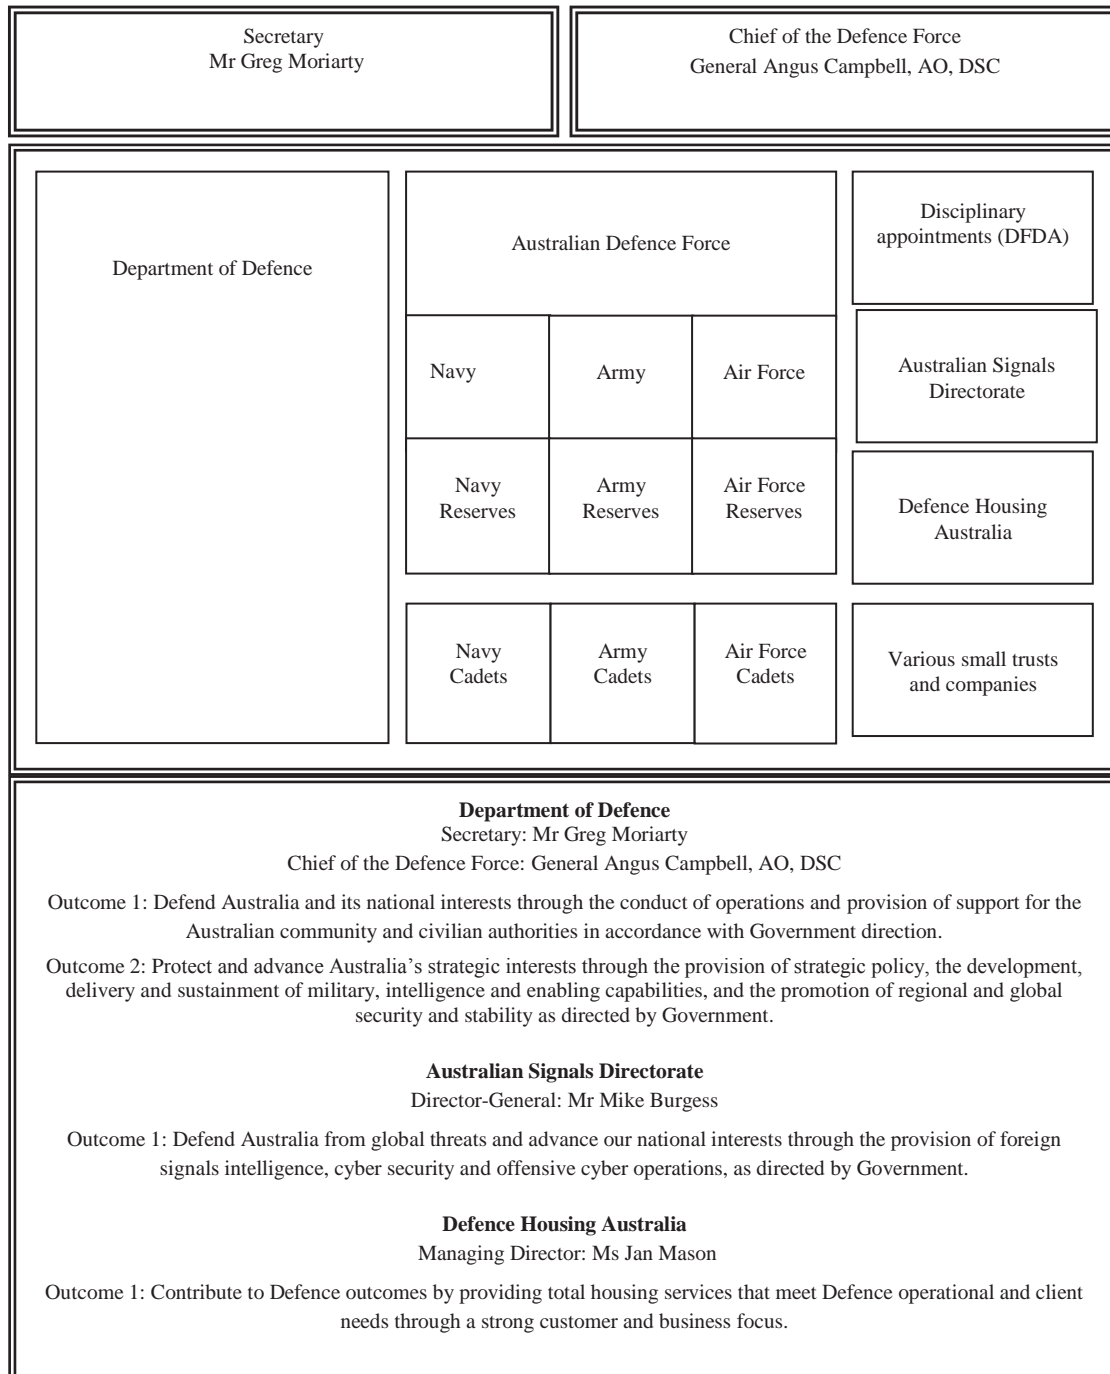 Secretary
Mr Greg Moriarty
Chief of the Defence Force
General Angus Campbell, AO, DSC
Department of Defence
Australian Defence Force
Navy
Army
Air Force
Navy
Reserves
Army
Reserves
Air Force
Reserves
Navy
Cadets
Army
Cadets
Air Force
Cadets
Disciplinary
appointments (DFDA)
Australian Signals
Directorate
Defence Housing
Australia
Various small trusts
and companies
Department of Defence
Secretary: Mr Greg Moriarty
Chief of the Defence Force: General Angus Campbell, AO, DSC
Outcome 1: Defend Australia and its national interests through the conduct of operations and provision of support for the
Australian community and civilian authorities in accordance with Government direction.
Outcome 2: Protect and advance Australia’s strategic interests through the provision of strategic policy, the development,
delivery and sustainment of military, intelligence and enabling capabilities, and the promotion of regional and global
security and stability as directed by Government.
Australian Signals Directorate
Director-General: Mr Mike Burgess
Outcome 1: Defend Australia from global threats and advance our national interests through the provision of foreign
signals intelligence, cyber security and offensive cyber operations, as directed by Government.
Defence Housing Australia
Managing Director: Ms Jan Mason
Outcome 1: Contribute to Defence outcomes by providing total housing services that meet Defence operational and client
needs through a strong customer and business focus.